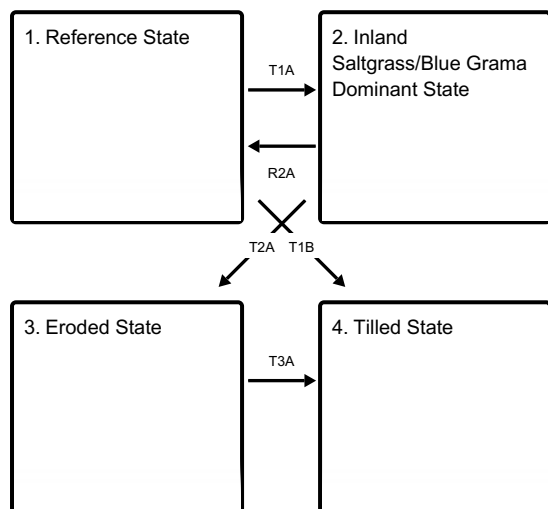 1. Reference State
2. Inland
Saltgrass/Blue Grama
Dominant State
T1A
R2A
T2A
T1B
3. Eroded State
4. Tilled State
T3A